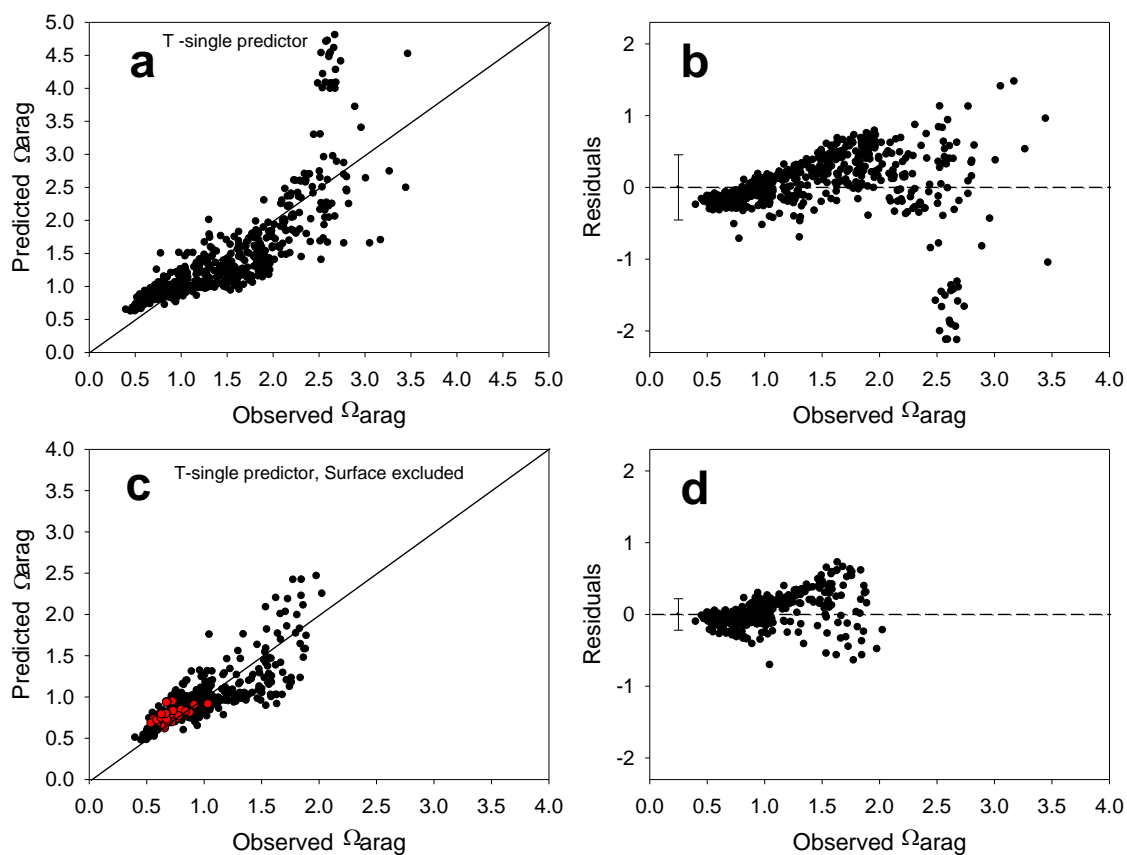 a
T -single predictor
Predicted Ωarag
5.0
4.5
4.0
3.5
3.0
2.5
2.0
1.5
1.0
0.5
0.0
0.0 0.5 1.0 1.5 2.0 2.5 3.0 3.5 4.0 4.5 5.0
Observed Ωarag
b
Residuals
2
1
0
-1
-2
0.0 0.5 1.0 1.5 2.0 2.5 3.0 3.5 4.0
Observed Ωarag
c
T-single predictor, Surface excluded
Predicted Ωarag
4.0
3.5
3.0
2.5
2.0
1.5
1.0
0.5
0.0
0.0 0.5 1.0 1.5 2.0 2.5 3.0 3.5 4.0
Observed Ωarag
d
Residuals
2
1
0
-1
-2
0.0 0.5 1.0 1.5 2.0 2.5 3.0 3.5 4.0
Observed Ωarag